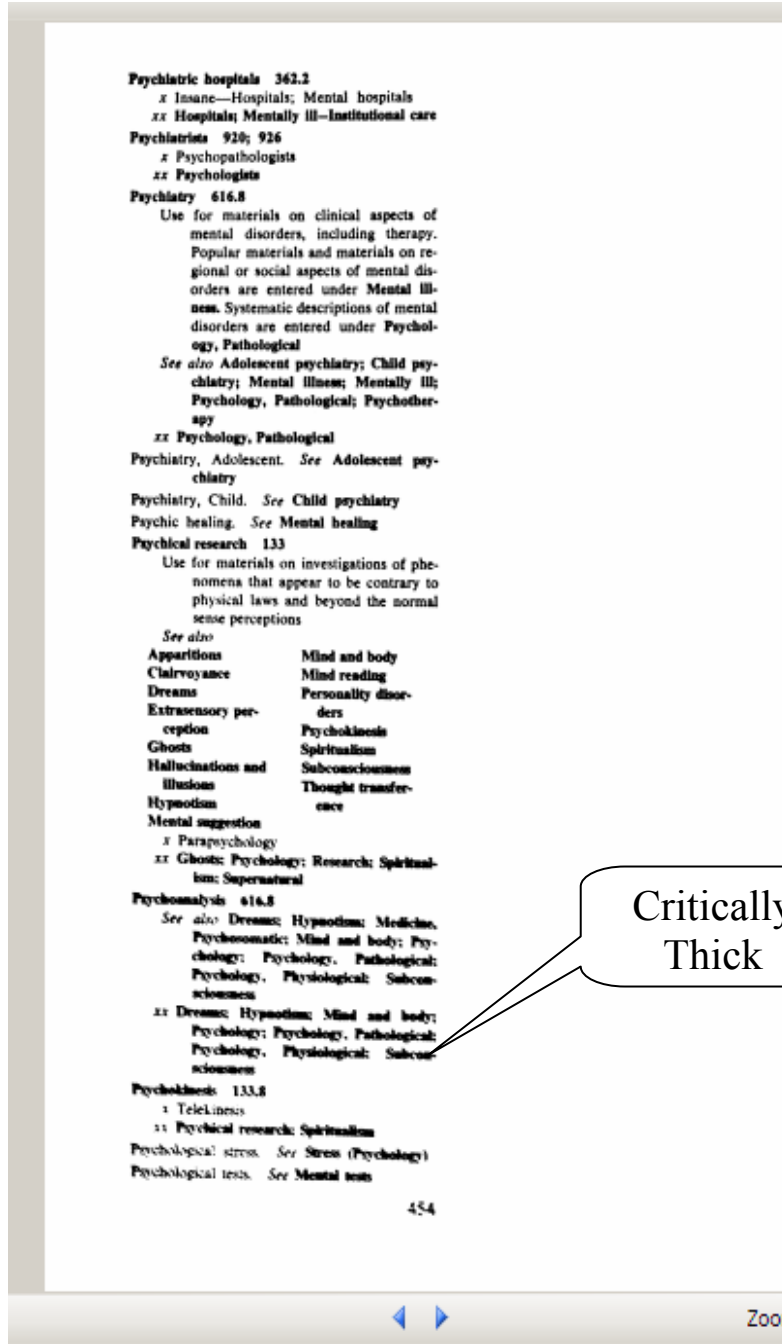 Psychiatric hospitals 362.2
x Insane—Hospitals; Mental hospitals
xx Hospitals; Mentally ill—Institutional care
Psychiatrists 920; 926
x Psychopathologists
xx Psychologists
Psychiatry 616.8
Use for materials on clinical aspects of
mental disorders, including therapy.
Popular materials and materials on re-
gional or social aspects of mental dis-
orders are entered under Mental ill-
ness. Systematic descriptions of mental
disorders are entered under Psychol-
ogy, Pathological
See also Adolescent psychiatry; Child psy-
chiatry; Mental illness; Mentally ill;
Psychology, Pathological; Psychother-
apy
xx Psychology, Pathological
Psychiatry, Adolescent. See Adolescent psy-
chiatry
Psychiatry, Child. See Child psychiatry
Psychic healing. See Mental healing
Psychical research 133
Use for materials on investigations of phe-
nomena that appear to be contrary to
physical laws and beyond the normal
sense perceptions
See also
Apparitions
Clairvoyance
Dreams
Extrasensory per-
ception
Ghosts
Hallucinations and
illusions
Hypnotism
Mental suggestion
Mind and body
Mind reading
Personality disor-
ders
Psychokinesis
Spiritualism
Subconsciousness
Thought transfer-
ence
x Parapsychology
xx Ghosts; Psychology; Research; Spiritual-
ism; Supernatural
Psychoanalysis 616.8
See also Dreams; Hypnotism; Medicine,
Psychosomatic; Mind and body; Psy-
chology; Psychology, Pathological;
Psychology, Physiological; Subcon-
sciousness
xx Dreams; Hypnotism; Mind and body;
Psychology; Psychology, Pathological;
Psychology, Physiological; Subcon-
sciousness
Psychokinesis 133.8
x Telekinesis
xx Psychical research; Spiritualism
Psychological stress. See Stress (Psychology)
Psychological tests. See Mental tests
454
Critically
Thick
Zoo